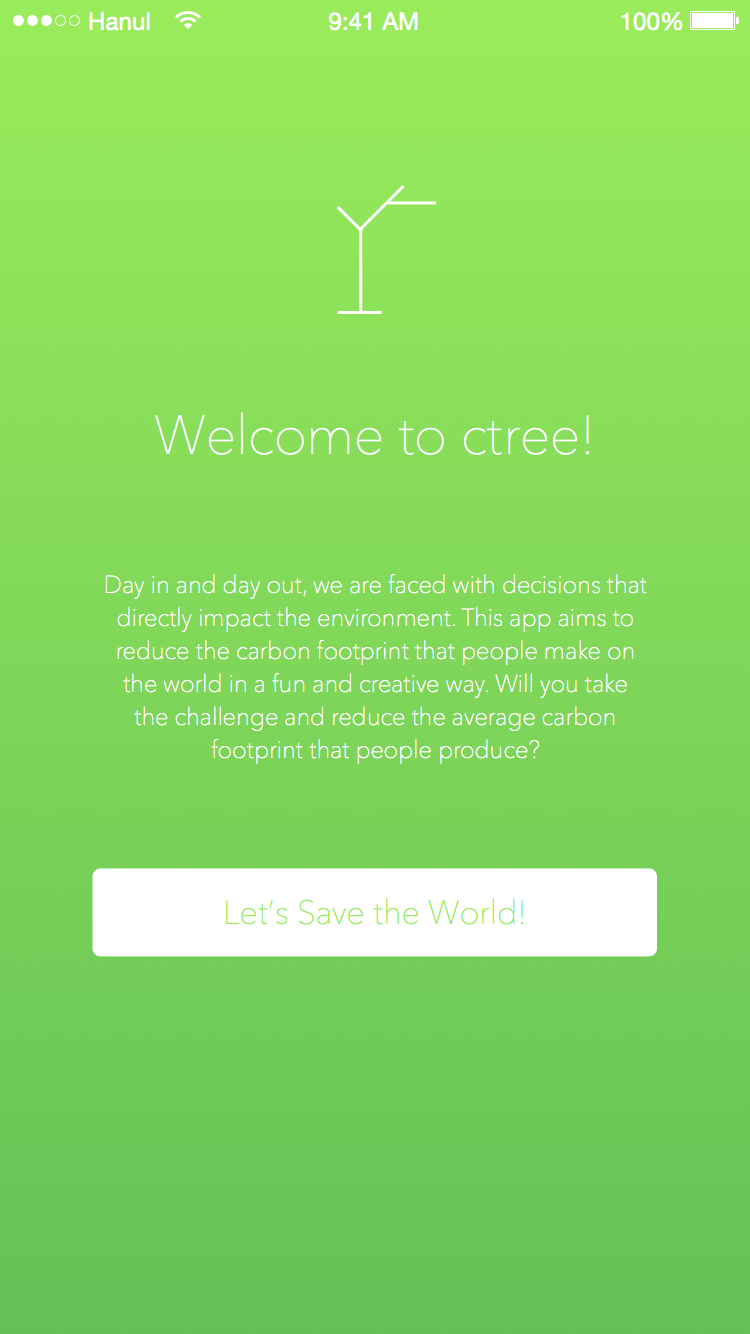 Hanul 9:41 AM 100%
Welcome to ctree!
Day in and day out, we are faced with decisions that
directly impact the environment. This app aims to
reduce the carbon footprint that people make on
the world in a fun and creative way. Will you take
the challenge and reduce the average carbon
footprint that people produce?
Let’s Save the World!